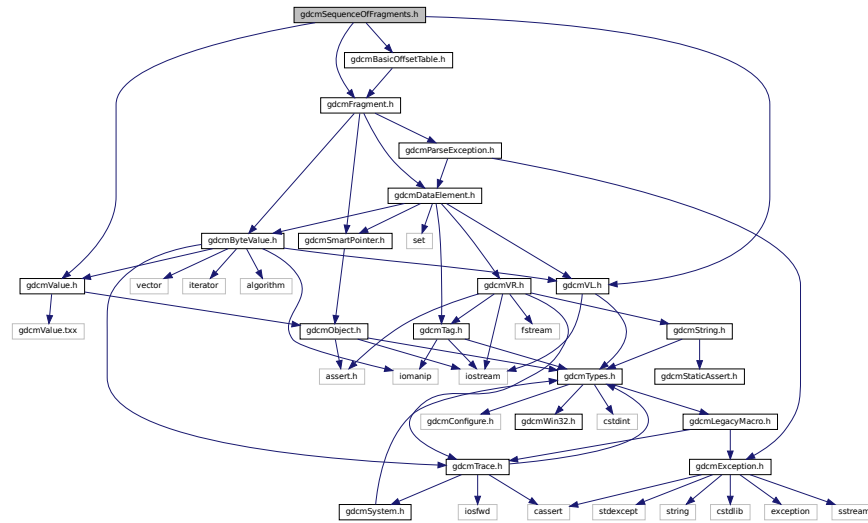 gdcmSequenceOfFragments.h
gdcmBasicOffsetTable.h
gdcmFragment.h
gdcmParseException.h
gdcmDataElement.h
gdcmByteValue.h
gdcmSmartPointer.h
set
gdcmValue.h
vector
iterator
algorithm
gdcmVR.h
gdcmVL.h
gdcmValue.txx
gdcmObject.h
gdcmTag.h
fstream
gdcmString.h
assert.h
iomanip
iostream
gdcmTypes.h
gdcmStaticAssert.h
gdcmConfigure.h
gdcmWin32.h
cstdint
gdcmLegacyMacro.h
gdcmTrace.h
gdcmException.h
gdcmSystem.h
iosfwd
cassert
stdexcept
string
cstdlib
exception
sstream